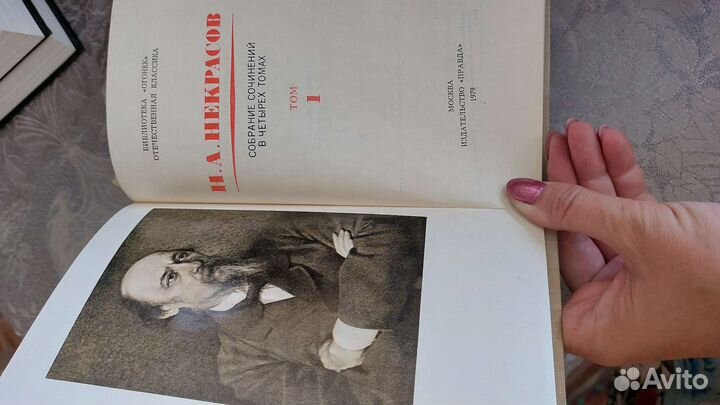 БИБЛИОТЕКА «ОГОНЕК»
ОТЕЧЕСТВЕННАЯ КЛАССИКА
Н.А.НЕКРАСОВ
СОБРАНИЕ СОЧИНЕНИЙ
В ЧЕТЫРЕХ ТОМАХ
ТОМ
1
МОСКВА
ИЗДАТЕЛЬСТВО «ПРАВДА»
1979
Avito